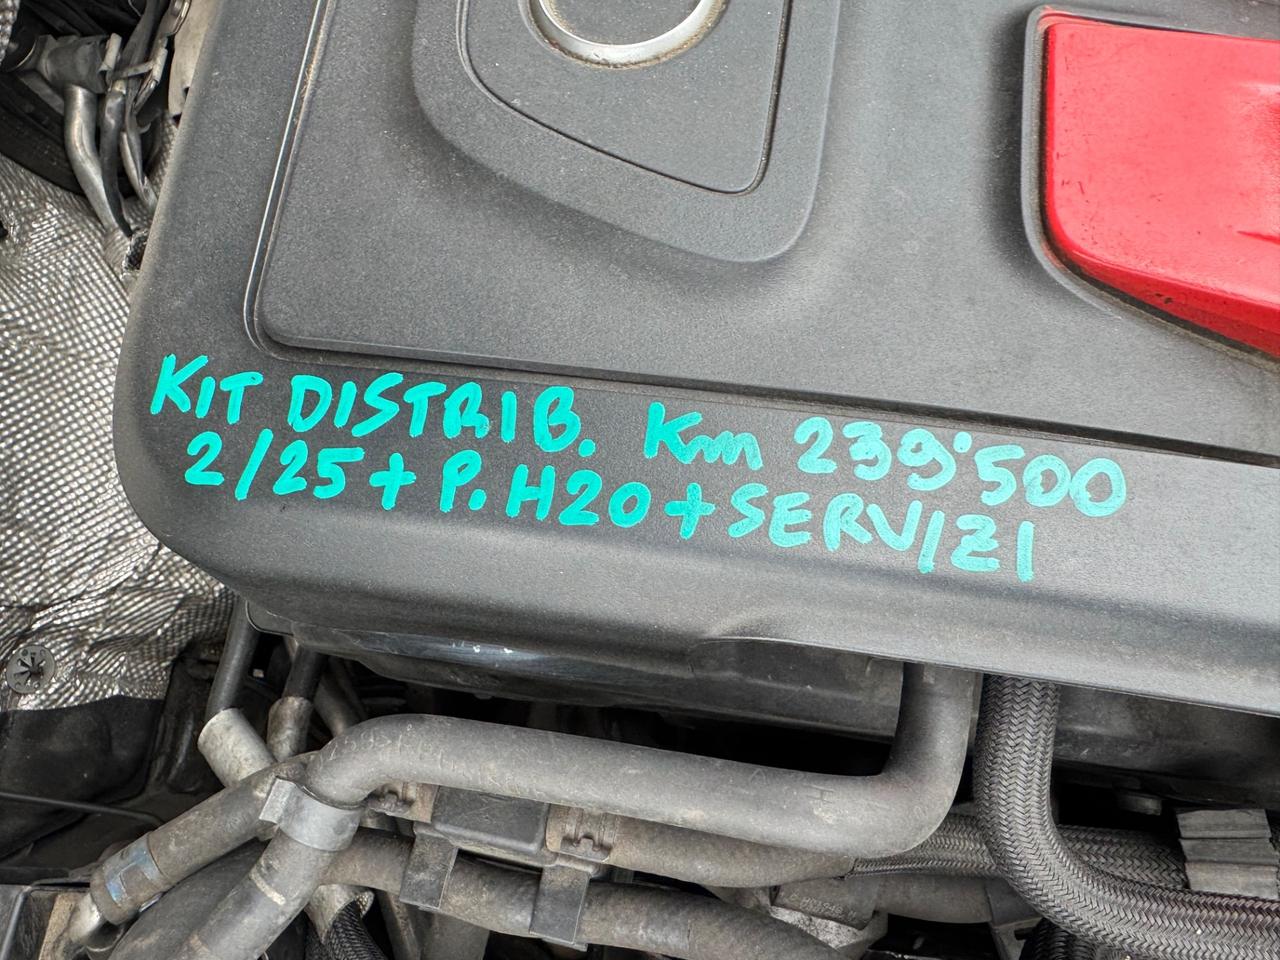 KIT DISTRIB. Km 239'500
2/25 + P. H2O + SERVIZI